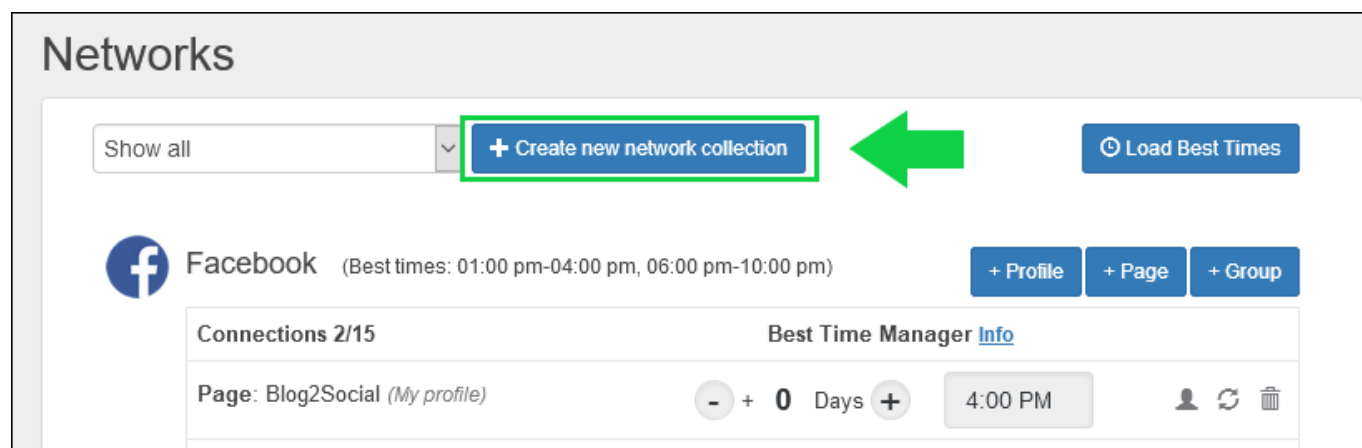 Networks
Show all
+ Create new network collection
Load Best Times
Facebook (Best times: 01:00 pm-04:00 pm, 06:00 pm-10:00 pm)
+ Profile
+ Page
+ Group
Connections 2/15
Best Time Manager Info
Page: Blog2Social (My profile)
- + 0 Days +
4:00 PM